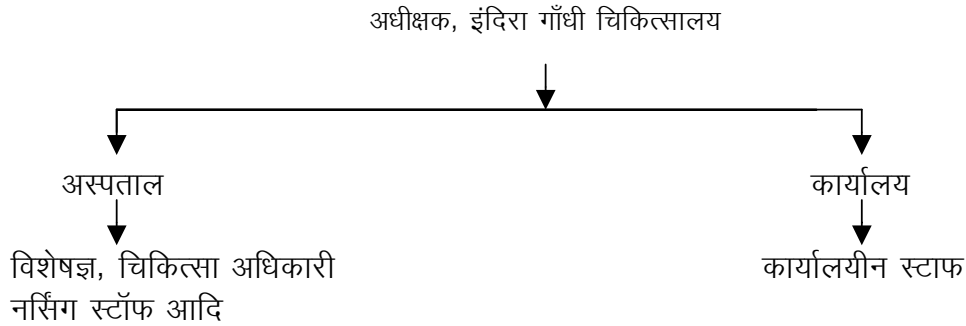 अधीक्षक, इंदिरा गाँधी चिकित्सालय
अस्पताल
कार्यालय
विशेषज्ञ, चिकित्सा अधिकारी
नर्सिंग स्टॉफ आदि
कार्यालयीन स्टाफ